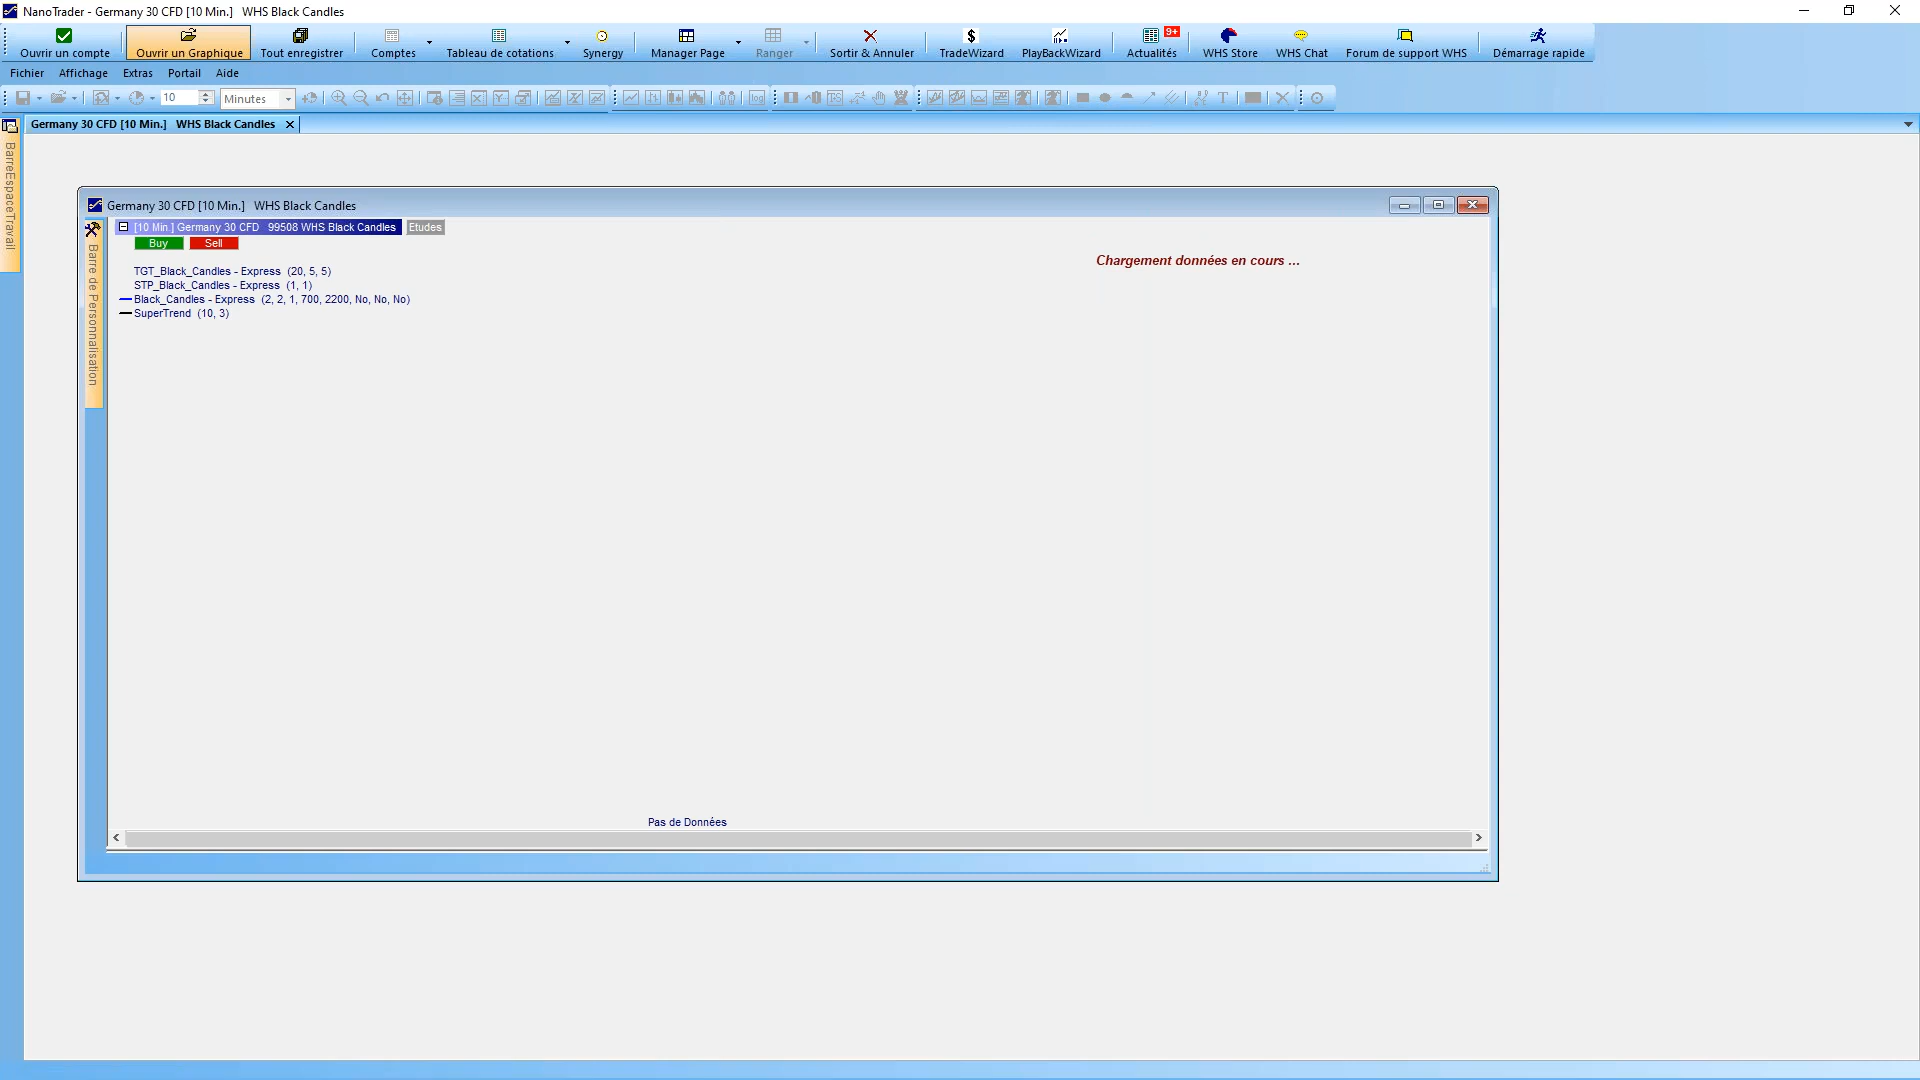 NanoTrader - Germany 30 CFD [10 Min.]   WHS Black Candles
Ouvrir un compte
Ouvrir un Graphique
Tout enregistrer
Comptes
Tableau de cotations
Synergy
Manager Page
Ranger
Sortir & Annuler
TradeWizard
PlayBackWizard
9+
Actualités
WHS Store
WHS Chat
Forum de support WHS
Démarrage rapide
Fichier Affichage Extras Portail Aide
10 Minutes
Germany 30 CFD [10 Min.]   WHS Black Candles
BarreEspaceTravail
Germany 30 CFD [10 Min.]   WHS Black Candles
Barre de Personnalisation
[10 Min.] Germany 30 CFD   99508 WHS Black Candles Etudes
Buy Sell
Chargement données en cours ...
TGT_Black_Candles - Express (20, 5, 5)
STP_Black_Candles - Express (1, 1)
Black_Candles - Express (2, 2, 1, 700, 2200, No, No, No)
SuperTrend (10, 3)
Pas de Données